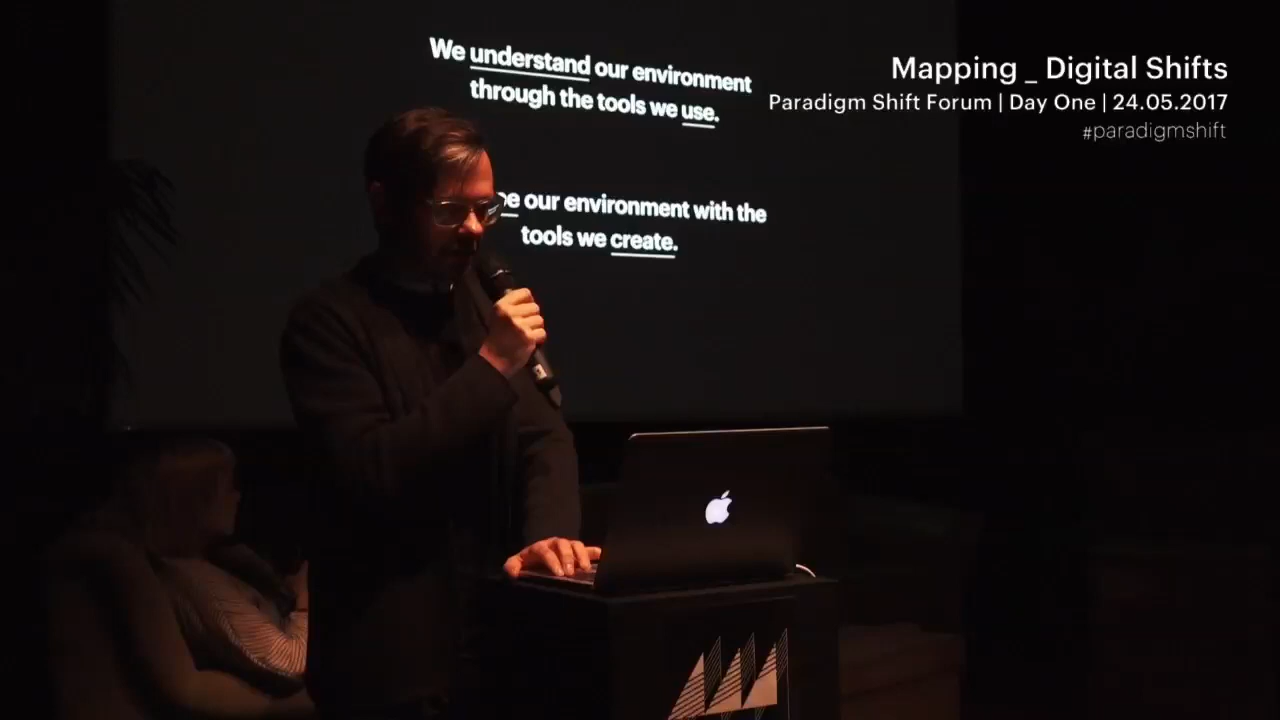 We understand our environment
through the tools we use.
our environment with the
tools we create.
Mapping _ Digital Shifts
Paradigm Shift Forum | Day One | 24.05.2017
#paradigmshift